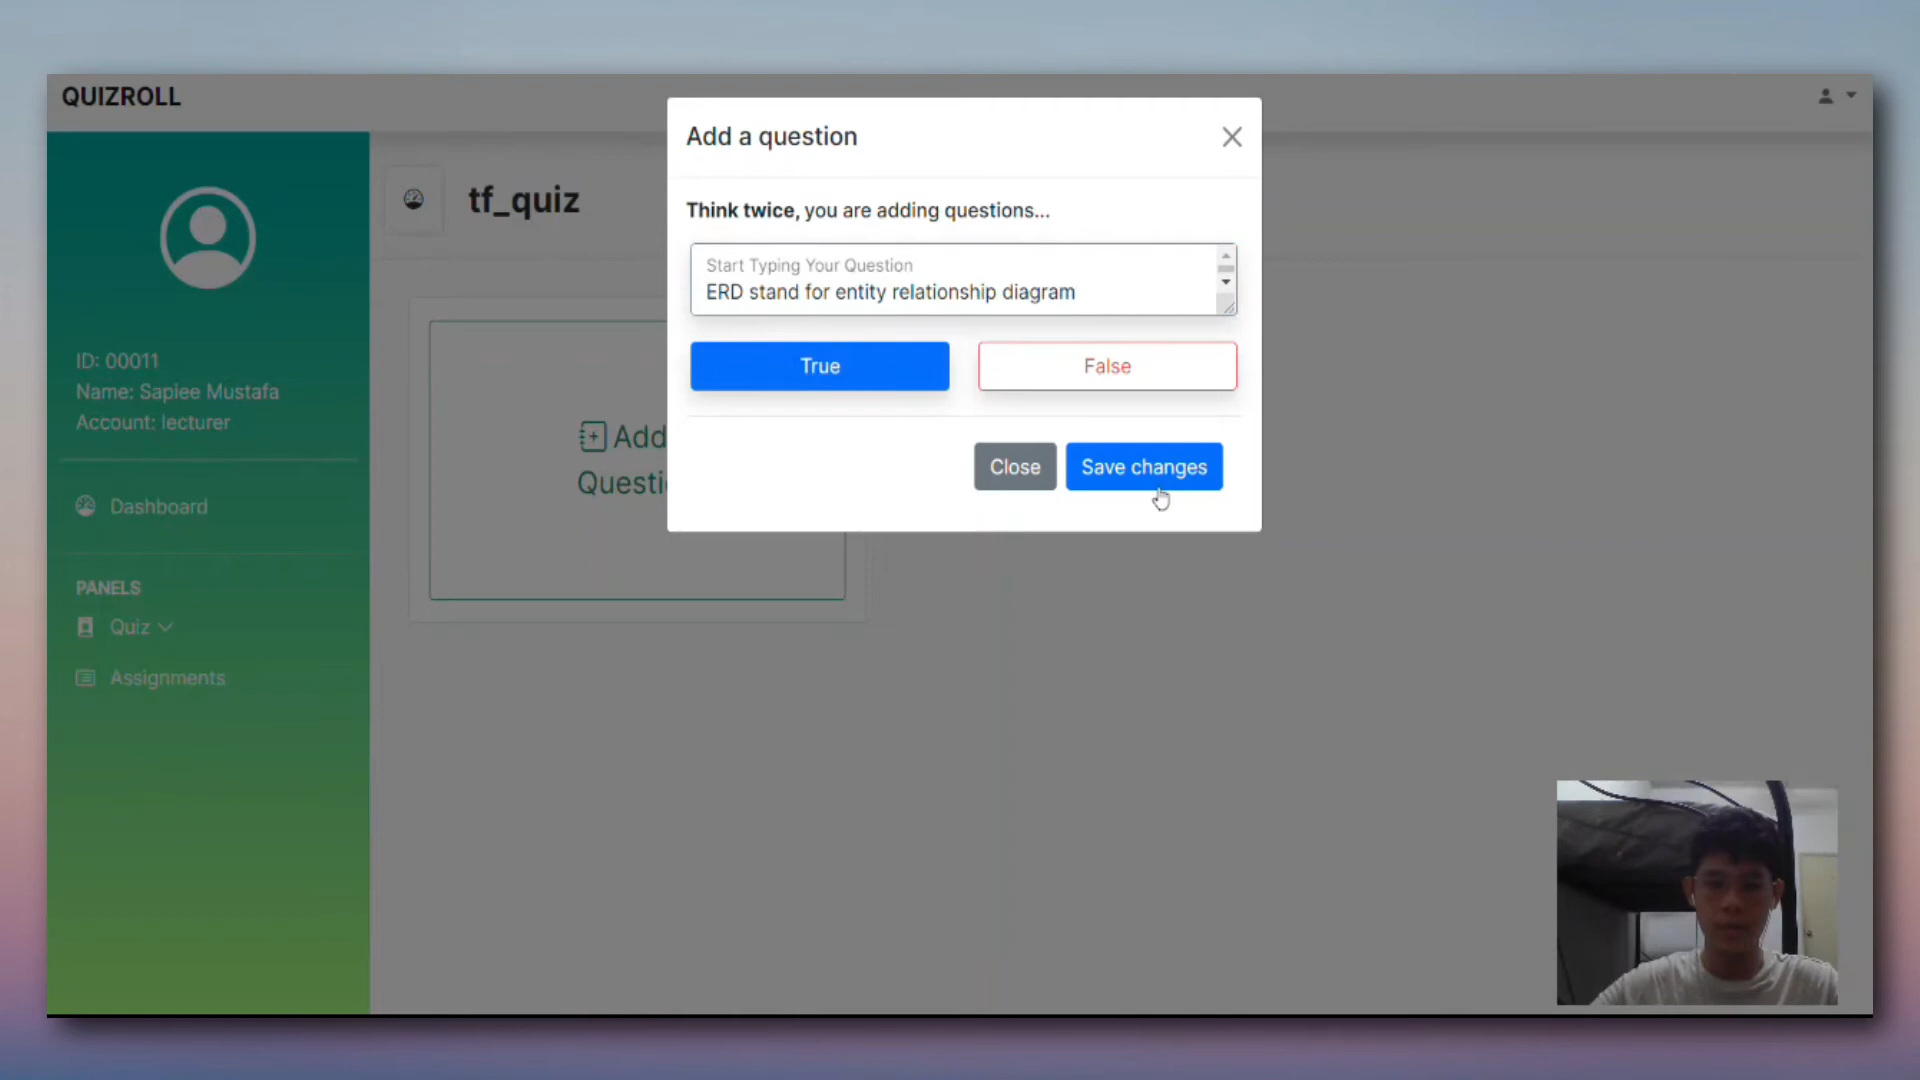 QUIZROLL
tf_quiz
ID: 00011
Name: Sapiee Mustafa
Account: lecturer
Dashboard
PANELS
Quiz
Assignments
Add
Questi
Add a question
Think twice, you are adding questions...
Start Typing Your Question
ERD stand for entity relationship diagram
True
False
Close
Save changes